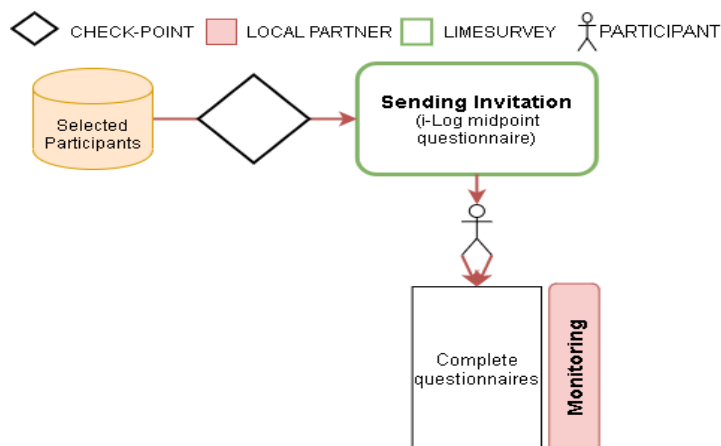 CHECK-POINT LOCAL PARTNER LIMESURVEY PARTICIPANT
Selected
Participants
Sending Invitation
(i-Log midpoint
questionnaire)
Complete
questionnaires
Monitoring